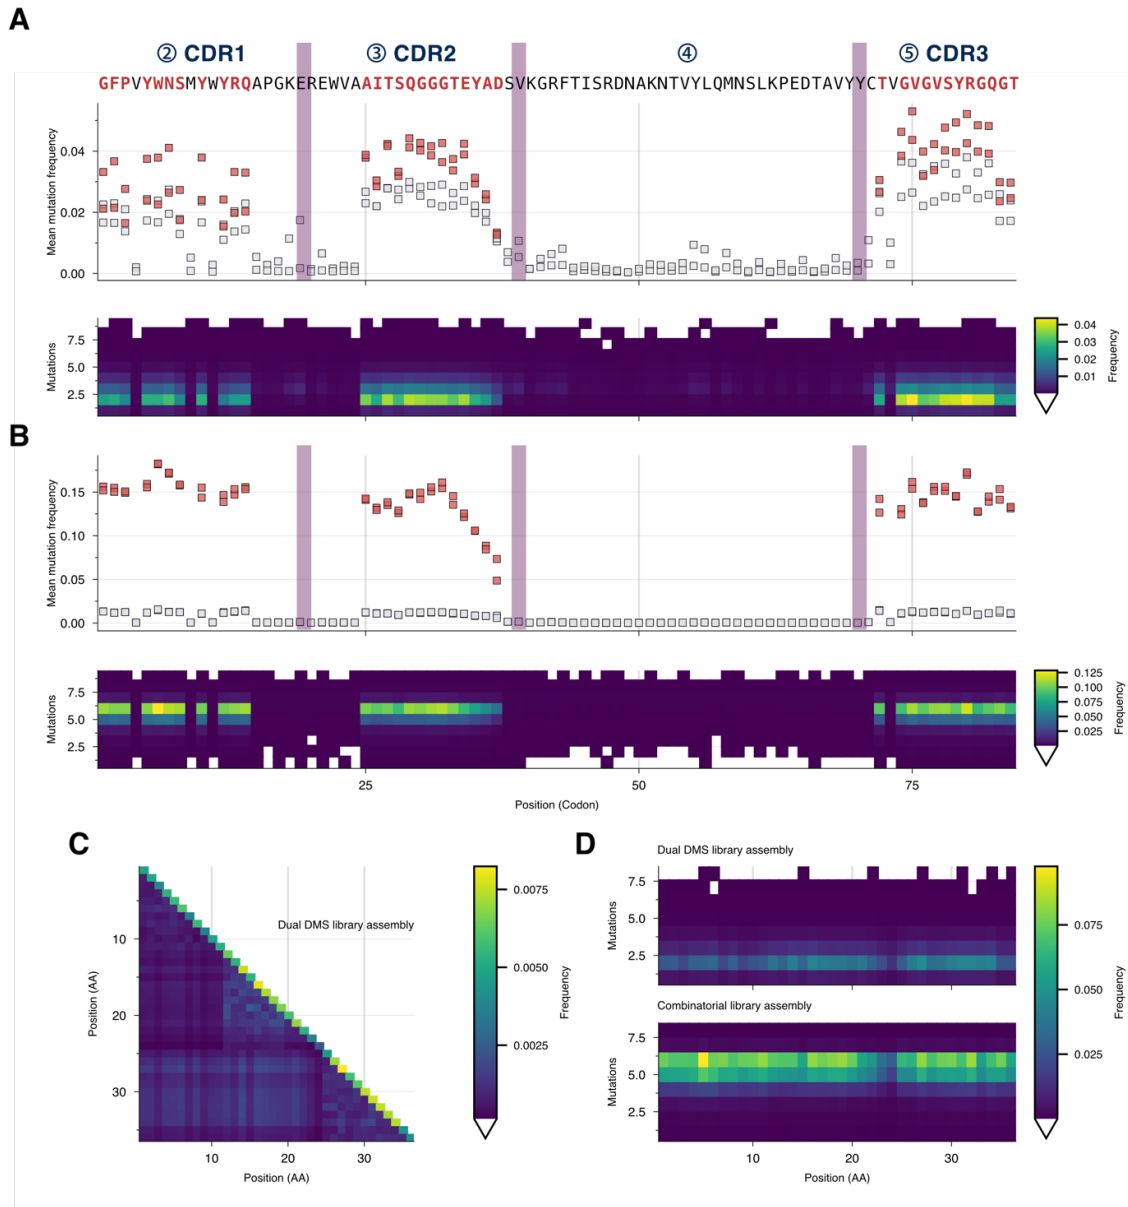 A
② CDR1
③ CDR2
④
⑤ CDR3
GFPVYWNSMYWYRQAPGKEREWVAAITSQGGGTEYADSVKGRFTISRDNAKNTVYLQMNSLKPEDTAVYYCTVGVGVSYRGQGT
Mean mutation frequency
0.04
0.02
0.00
Mutations
7.5
5.0
2.5
0.04
0.03
0.02
0.01
Frequency
B
Mean mutation frequency
0.15
0.10
0.05
0.00
Mutations
7.5
5.0
2.5
0.125
0.100
0.075
0.050
0.025
Frequency
25
50
75
Position (Codon)
C
Dual DMS library assembly
Position (AA)
10
20
30
10
20
30
Position (AA)
0.0075
0.0050
0.0025
Frequency
D
Dual DMS library assembly
Mutations
7.5
5.0
2.5
Combinatorial library assembly
Mutations
7.5
5.0
2.5
10
20
30
Position (AA)
0.075
0.050
0.025
Frequency